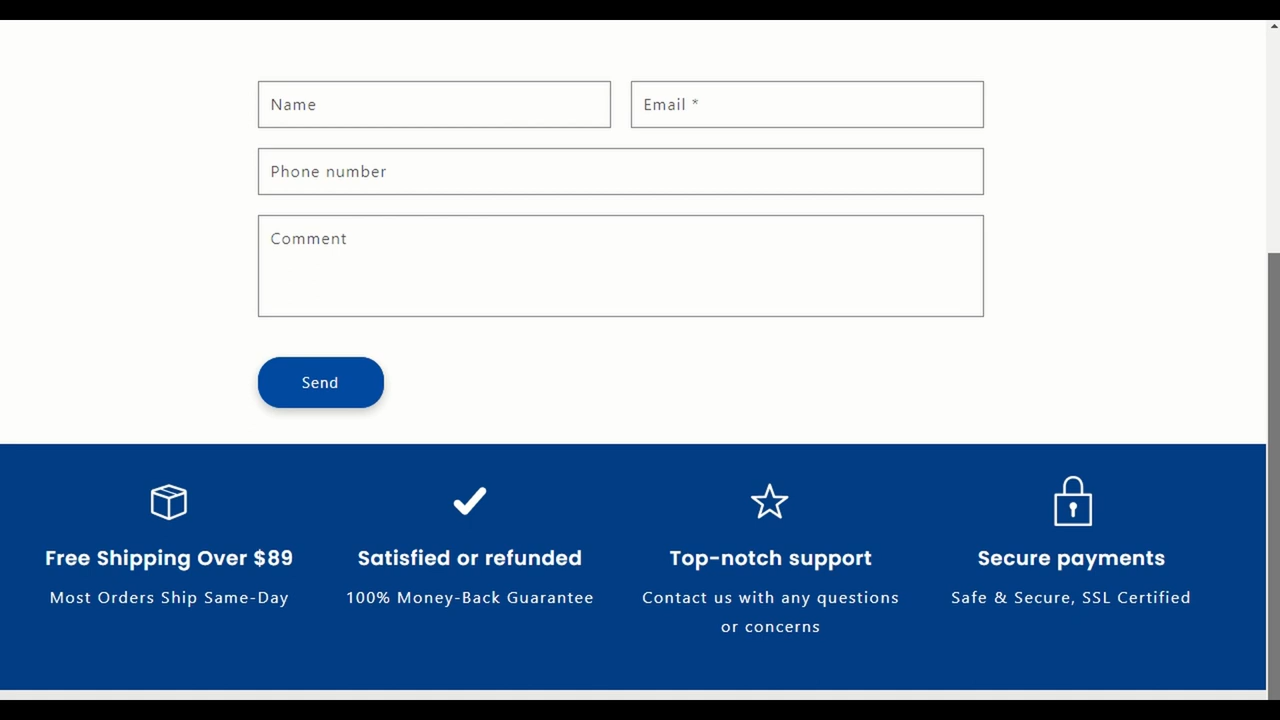 Name
Email *
Phone number
Comment
Send
Free Shipping Over $89
Most Orders Ship Same-Day
Satisfied or refunded
100% Money-Back Guarantee
Top-notch support
Contact us with any questions
or concerns
Secure payments
Safe & Secure, SSL Certified